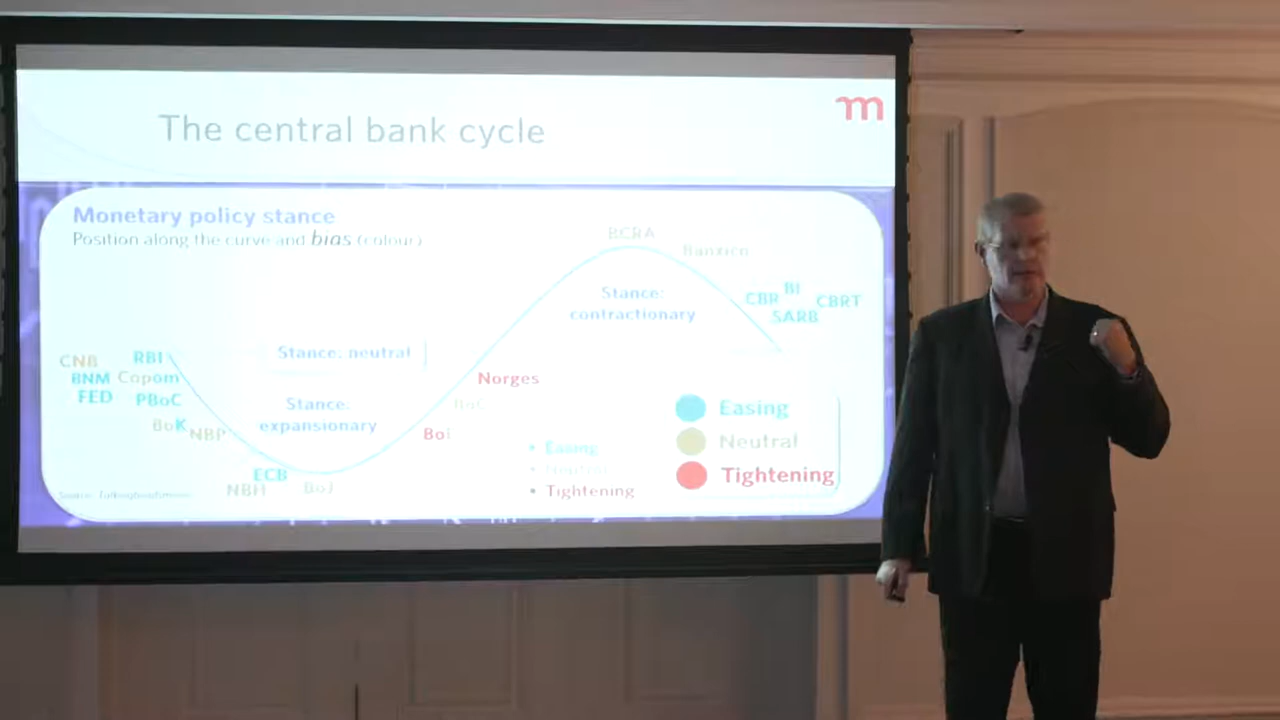 m
The central bank cycle
Monetary policy stance
Position along the curve and bias (colour)
BCRA
Banxico
BI
CBR
CBRT
SARB
Stance:
contractionary
Stance: neutral
CNB
RBI
BNM
Copom
FED
PBoC
BoK
NBP
Stance:
expansionary
Norges
BoC
BoI
ECB
NBH
BoJ
• Easing
• Neutral
• Tightening
Easing
Neutral
Tightening